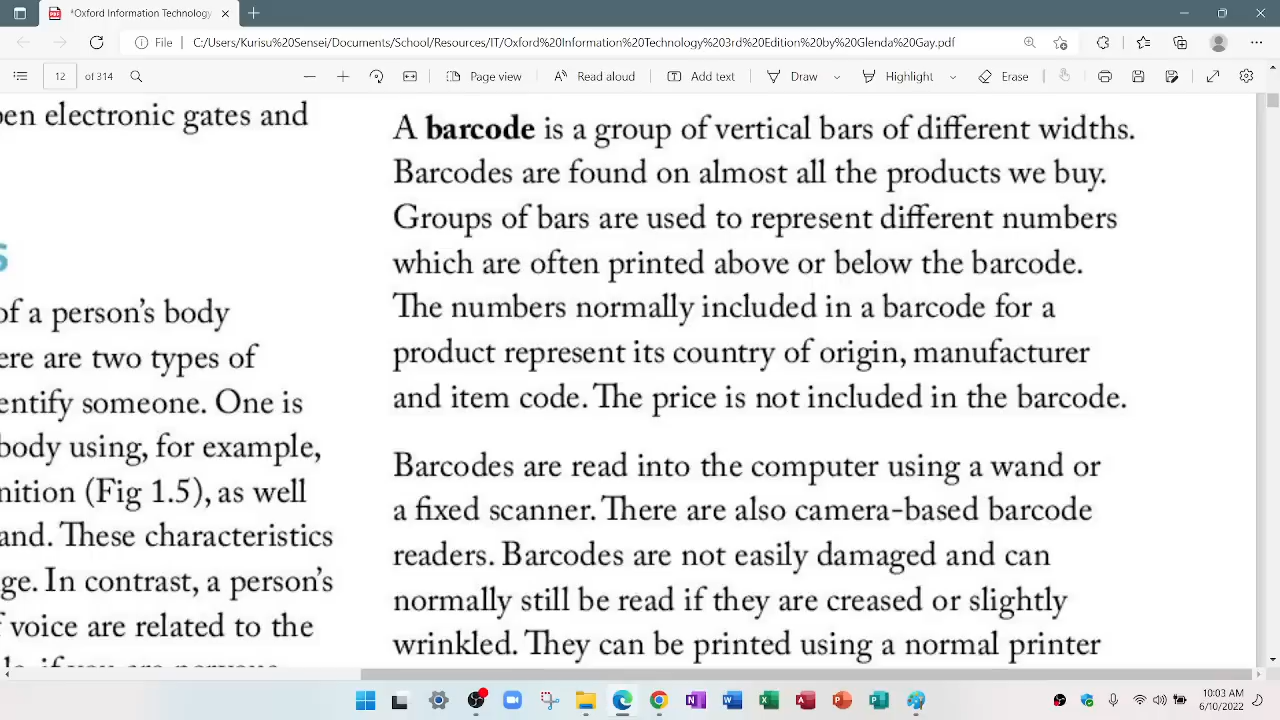 *Oxford Information Technology
File
C:/Users/Kurisu%20Sensei/Documents/School/Resources/IT/Oxford%20Information%20Technology%203rd%20Edition%20by%20Glenda%20Gay.pdf
12 of 314
Page view
Read aloud
Add text
Draw
Highlight
Erase
pen electronic gates and
s
of a person's body
ere are two types of
entify someone. One is
body using, for example,
nition (Fig 1.5), as well
and. These characteristics
ge. In contrast, a person's
f voice are related to the
A barcode is a group of vertical bars of different widths.
Barcodes are found on almost all the products we buy.
Groups of bars are used to represent different numbers
which are often printed above or below the barcode.
The numbers normally included in a barcode for a
product represent its country of origin, manufacturer
and item code. The price is not included in the barcode.
Barcodes are read into the computer using a wand or
a fixed scanner. There are also camera-based barcode
readers. Barcodes are not easily damaged and can
normally still be read if they are creased or slightly
wrinkled. They can be printed using a normal printer
10:03 AM
6/10/2022